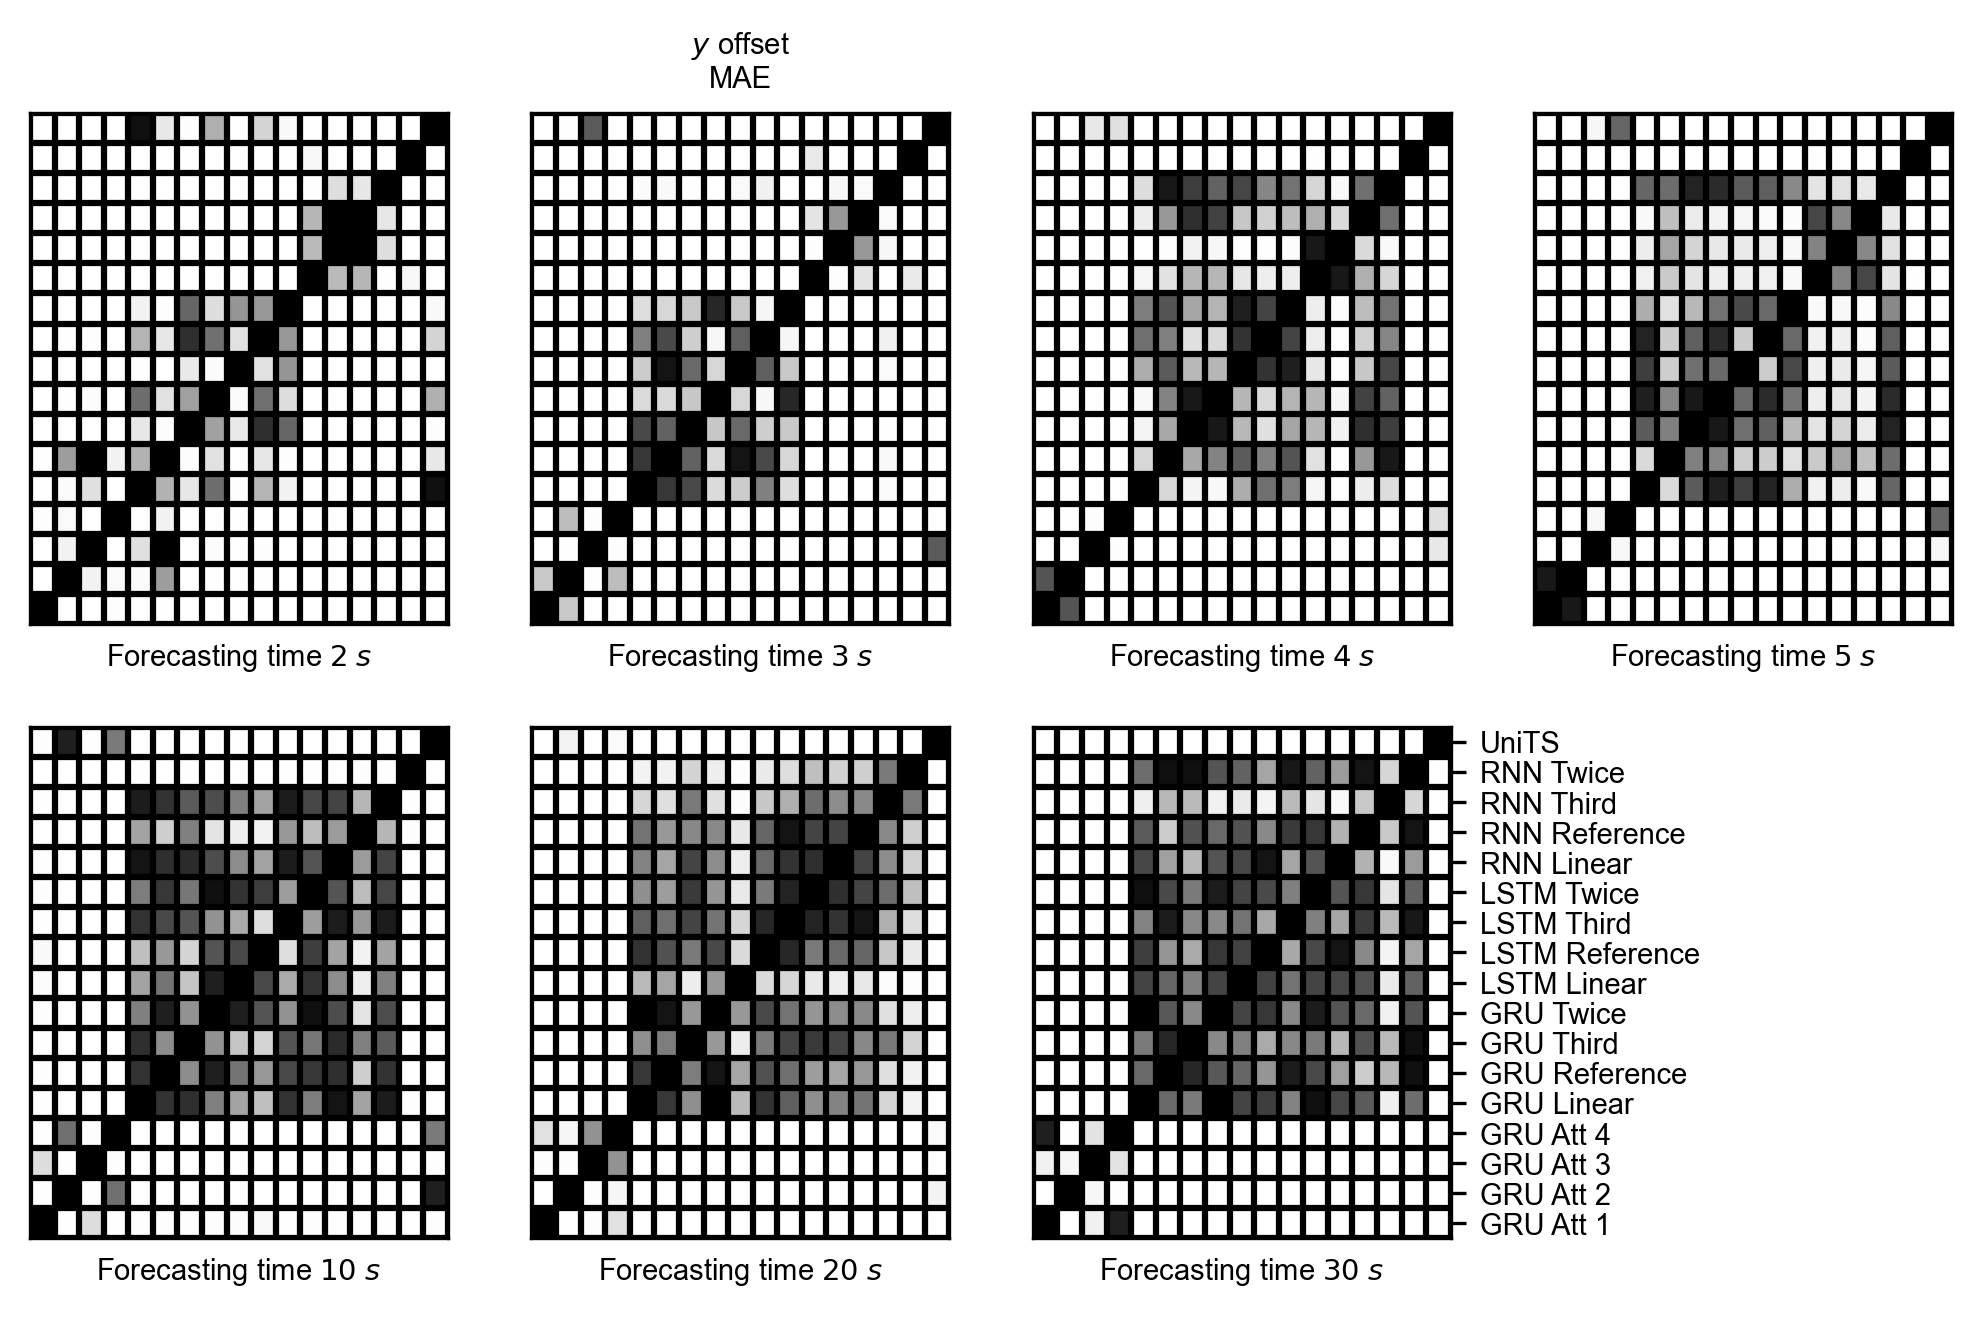 y offset
MAE
Forecasting time 2 s
Forecasting time 3 s
Forecasting time 4 s
Forecasting time 5 s
UniTS
RNN Twice
RNN Third
RNN Reference
RNN Linear
LSTM Twice
LSTM Third
LSTM Reference
LSTM Linear
GRU Twice
GRU Third
GRU Reference
GRU Linear
GRU Att 4
GRU Att 3
GRU Att 2
GRU Att 1
Forecasting time 10 s
Forecasting time 20 s
Forecasting time 30 s